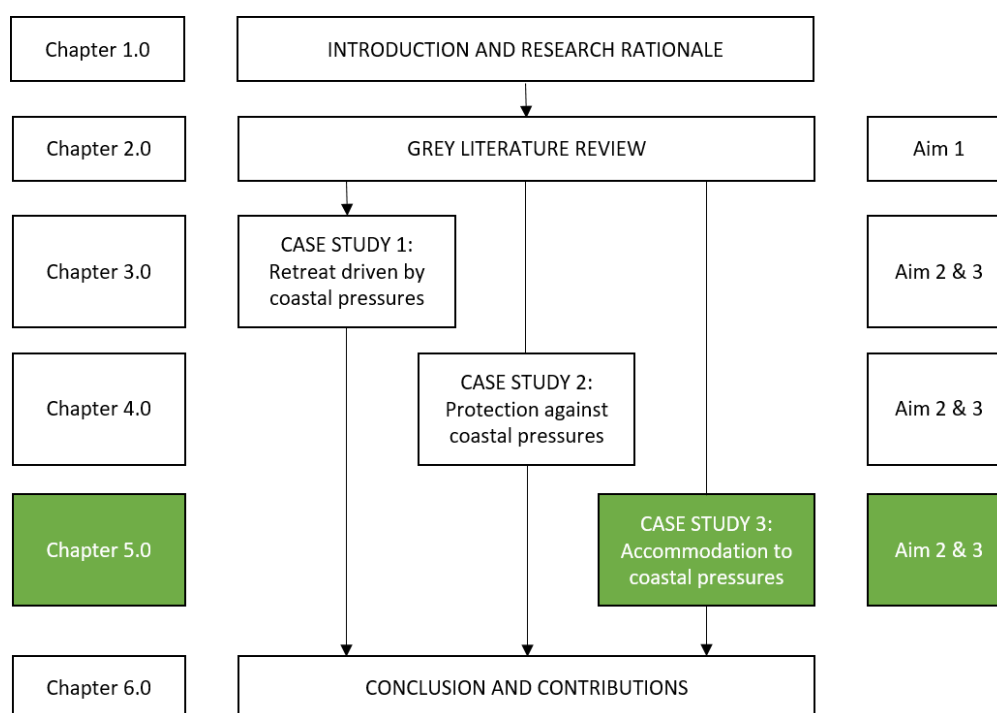 Chapter 1.0
INTRODUCTION AND RESEARCH RATIONALE
Chapter 2.0
GREY LITERATURE REVIEW
Aim 1
Chapter 3.0
CASE STUDY 1:
Retreat driven by
coastal pressures
Aim 2 & 3
Chapter 4.0
CASE STUDY 2:
Protection against
coastal pressures
Aim 2 & 3
Chapter 5.0
CASE STUDY 3:
Accommodation to
coastal pressures
Aim 2 & 3
Chapter 6.0
CONCLUSION AND CONTRIBUTIONS